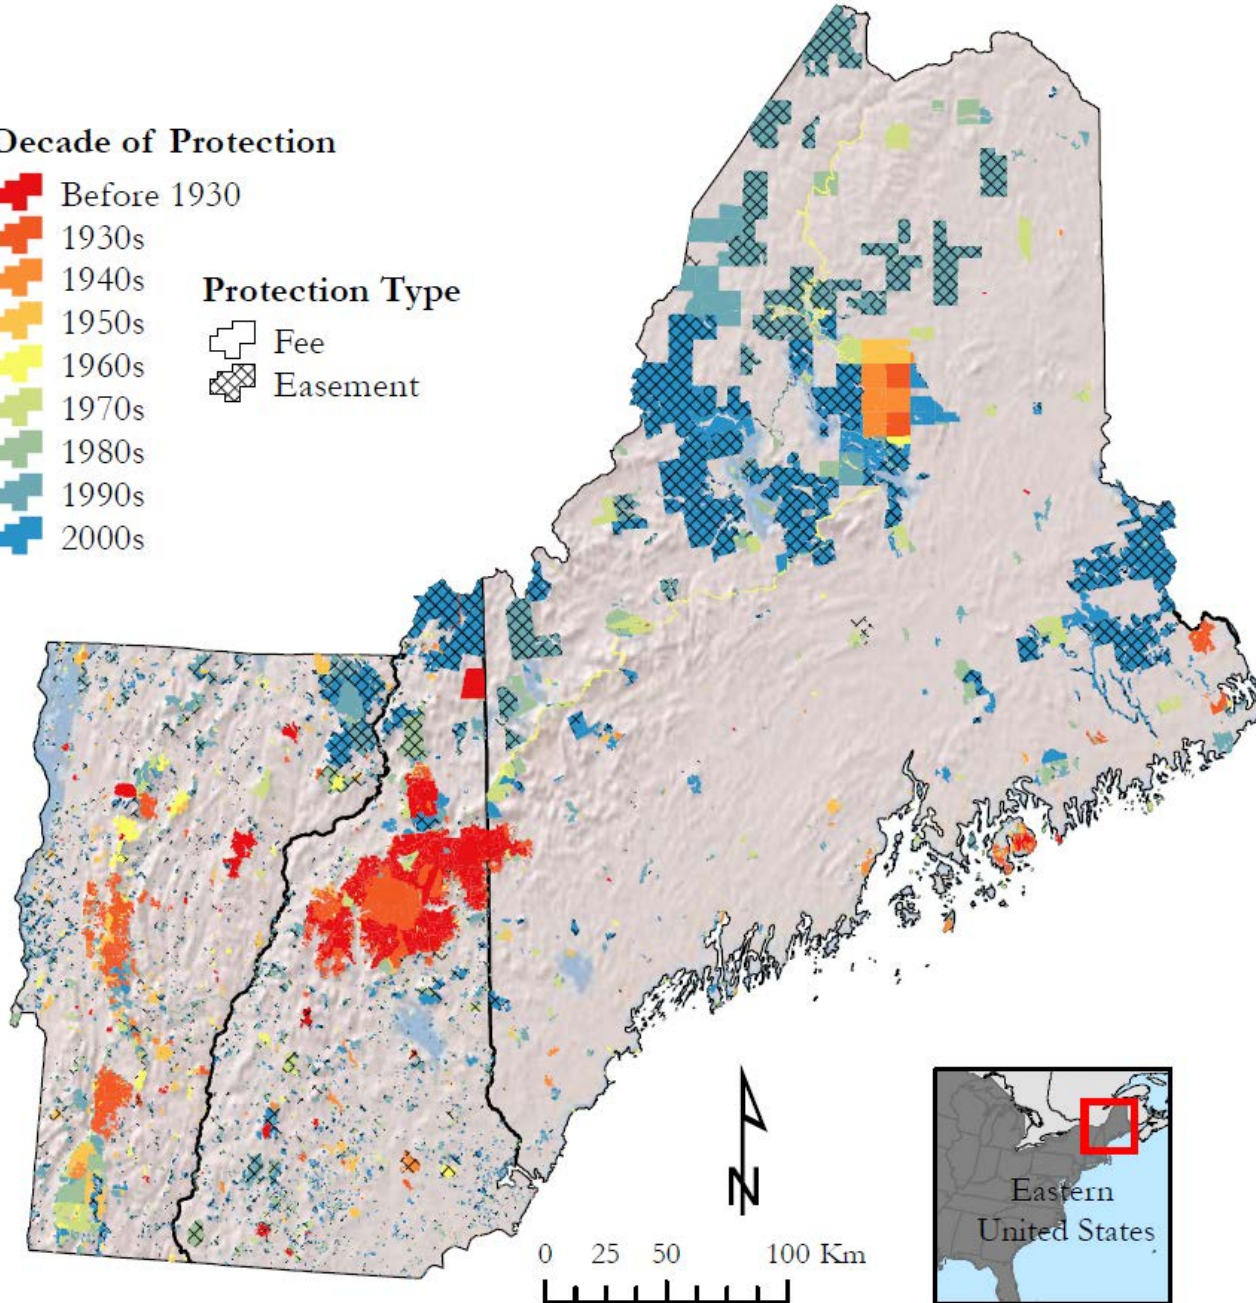 Decade of Protection
Before 1930
1930s
1940s
1950s
1960s
1970s
1980s
1990s
2000s
Protection Type
Fee
Easement
N
0 25 50 100 Km
Eastern
United States